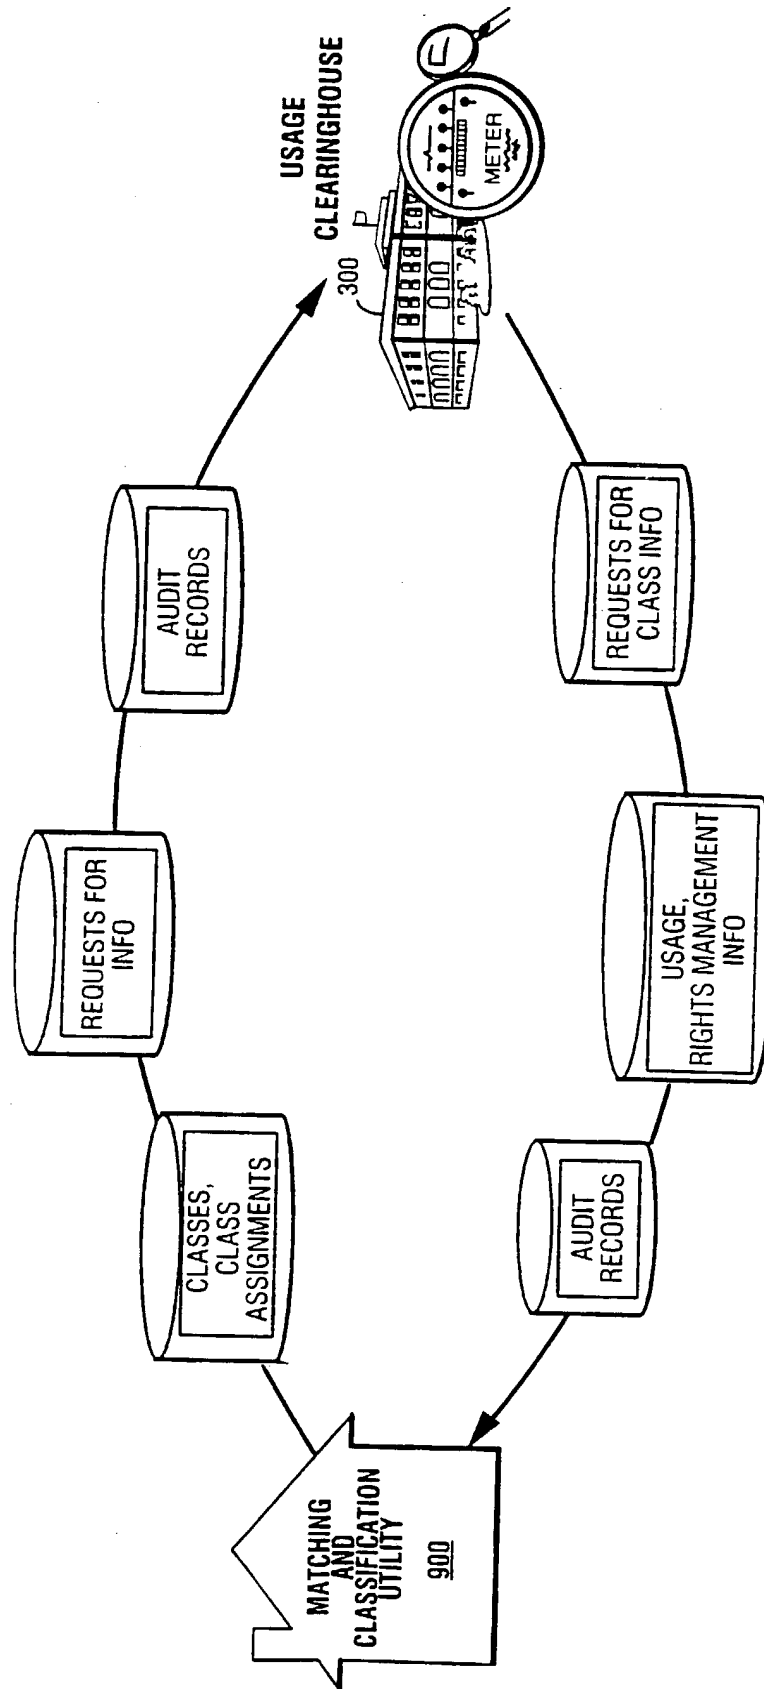 USAGE
CLEARINGHOUSE
300
METER
AUDIT
RECORDS
REQUESTS FOR
INFO
CLASSES,
CLASS
ASSIGNMENTS
MATCHING
AND
CLASSIFICATION
UTILITY
900
AUDIT
RECORDS
USAGE,
RIGHTS MANAGEMENT
INFO
REQUESTS FOR
CLASS INFO